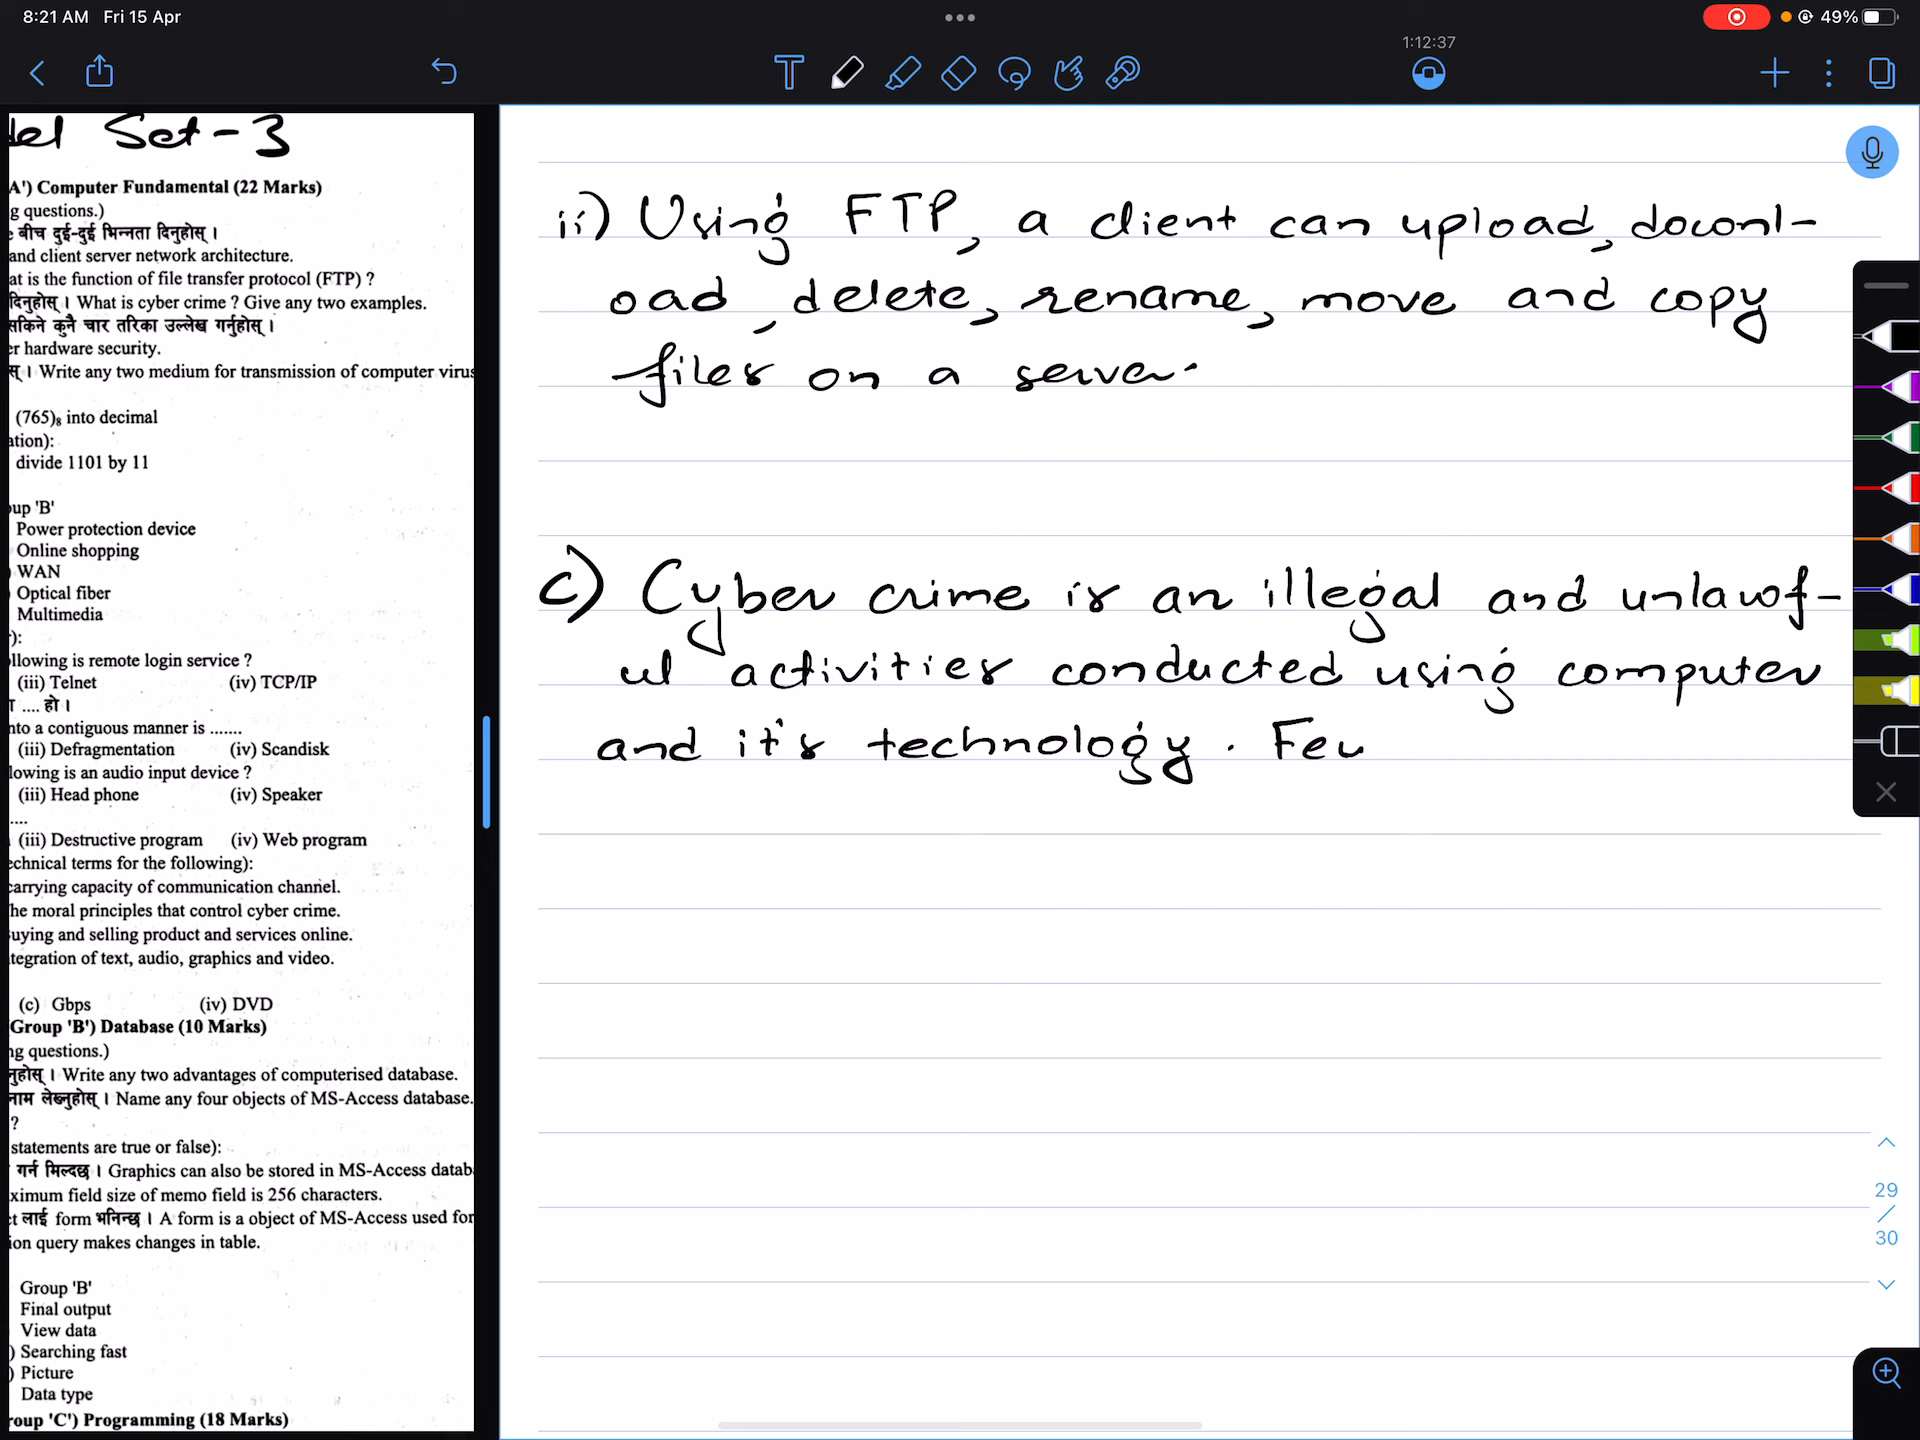 8:21 AM Fri 15 Apr
49%
1:12:37
del Set-3
A') Computer Fundamental (22 Marks)
g questions.)
बीच दुई-दुई भिन्नता दिनुहोस् ।
and client server network architecture.
at is the function of file transfer protocol (FTP) ?
दिनुहोस् । What is cyber crime ? Give any two examples.
सकिने कुनै चार तरिका उल्लेख गर्नुहोस् ।
er hardware security.
स् । Write any two medium for transmission of computer virus
(765)₈ into decimal
ation):
divide 1101 by 11
oup 'B'
Power protection device
Online shopping
) WAN
Optical fiber
Multimedia
):
llowing is remote login service ?
(iii) Telnet (iv) TCP/IP
.... हो ।
nto a contiguous manner is .......
(iii) Defragmentation (iv) Scandisk
lowing is an audio input device ?
(iii) Head phone (iv) Speaker
....
(iii) Destructive program (iv) Web program
echnical terms for the following):
carrying capacity of communication channel.
he moral principles that control cyber crime.
uying and selling product and services online.
tegration of text, audio, graphics and video.
(c) Gbps (iv) DVD
(Group 'B') Database (10 Marks)
ng questions.)
नुहोस् । Write any two advantages of computerised database.
नाम लेख्नुहोस् । Name any four objects of MS-Access database.
?
statements are true or false):
गर्न मिल्दछ । Graphics can also be stored in MS-Access datab
ximum field size of memo field is 256 characters.
ct लाई form भनिन्छ । A form is a object of MS-Access used for
ion query makes changes in table.
Group 'B'
Final output
View data
) Searching fast
) Picture
Data type
roup 'C') Programming (18 Marks)
ii) Using FTP, a client can upload, downl-
oad, delete, rename, move and copy
files on a server.
c) Cyber crime is an illegal and unlawf-
ul activities conducted using computer
and it's technology. Feu
29
/
30